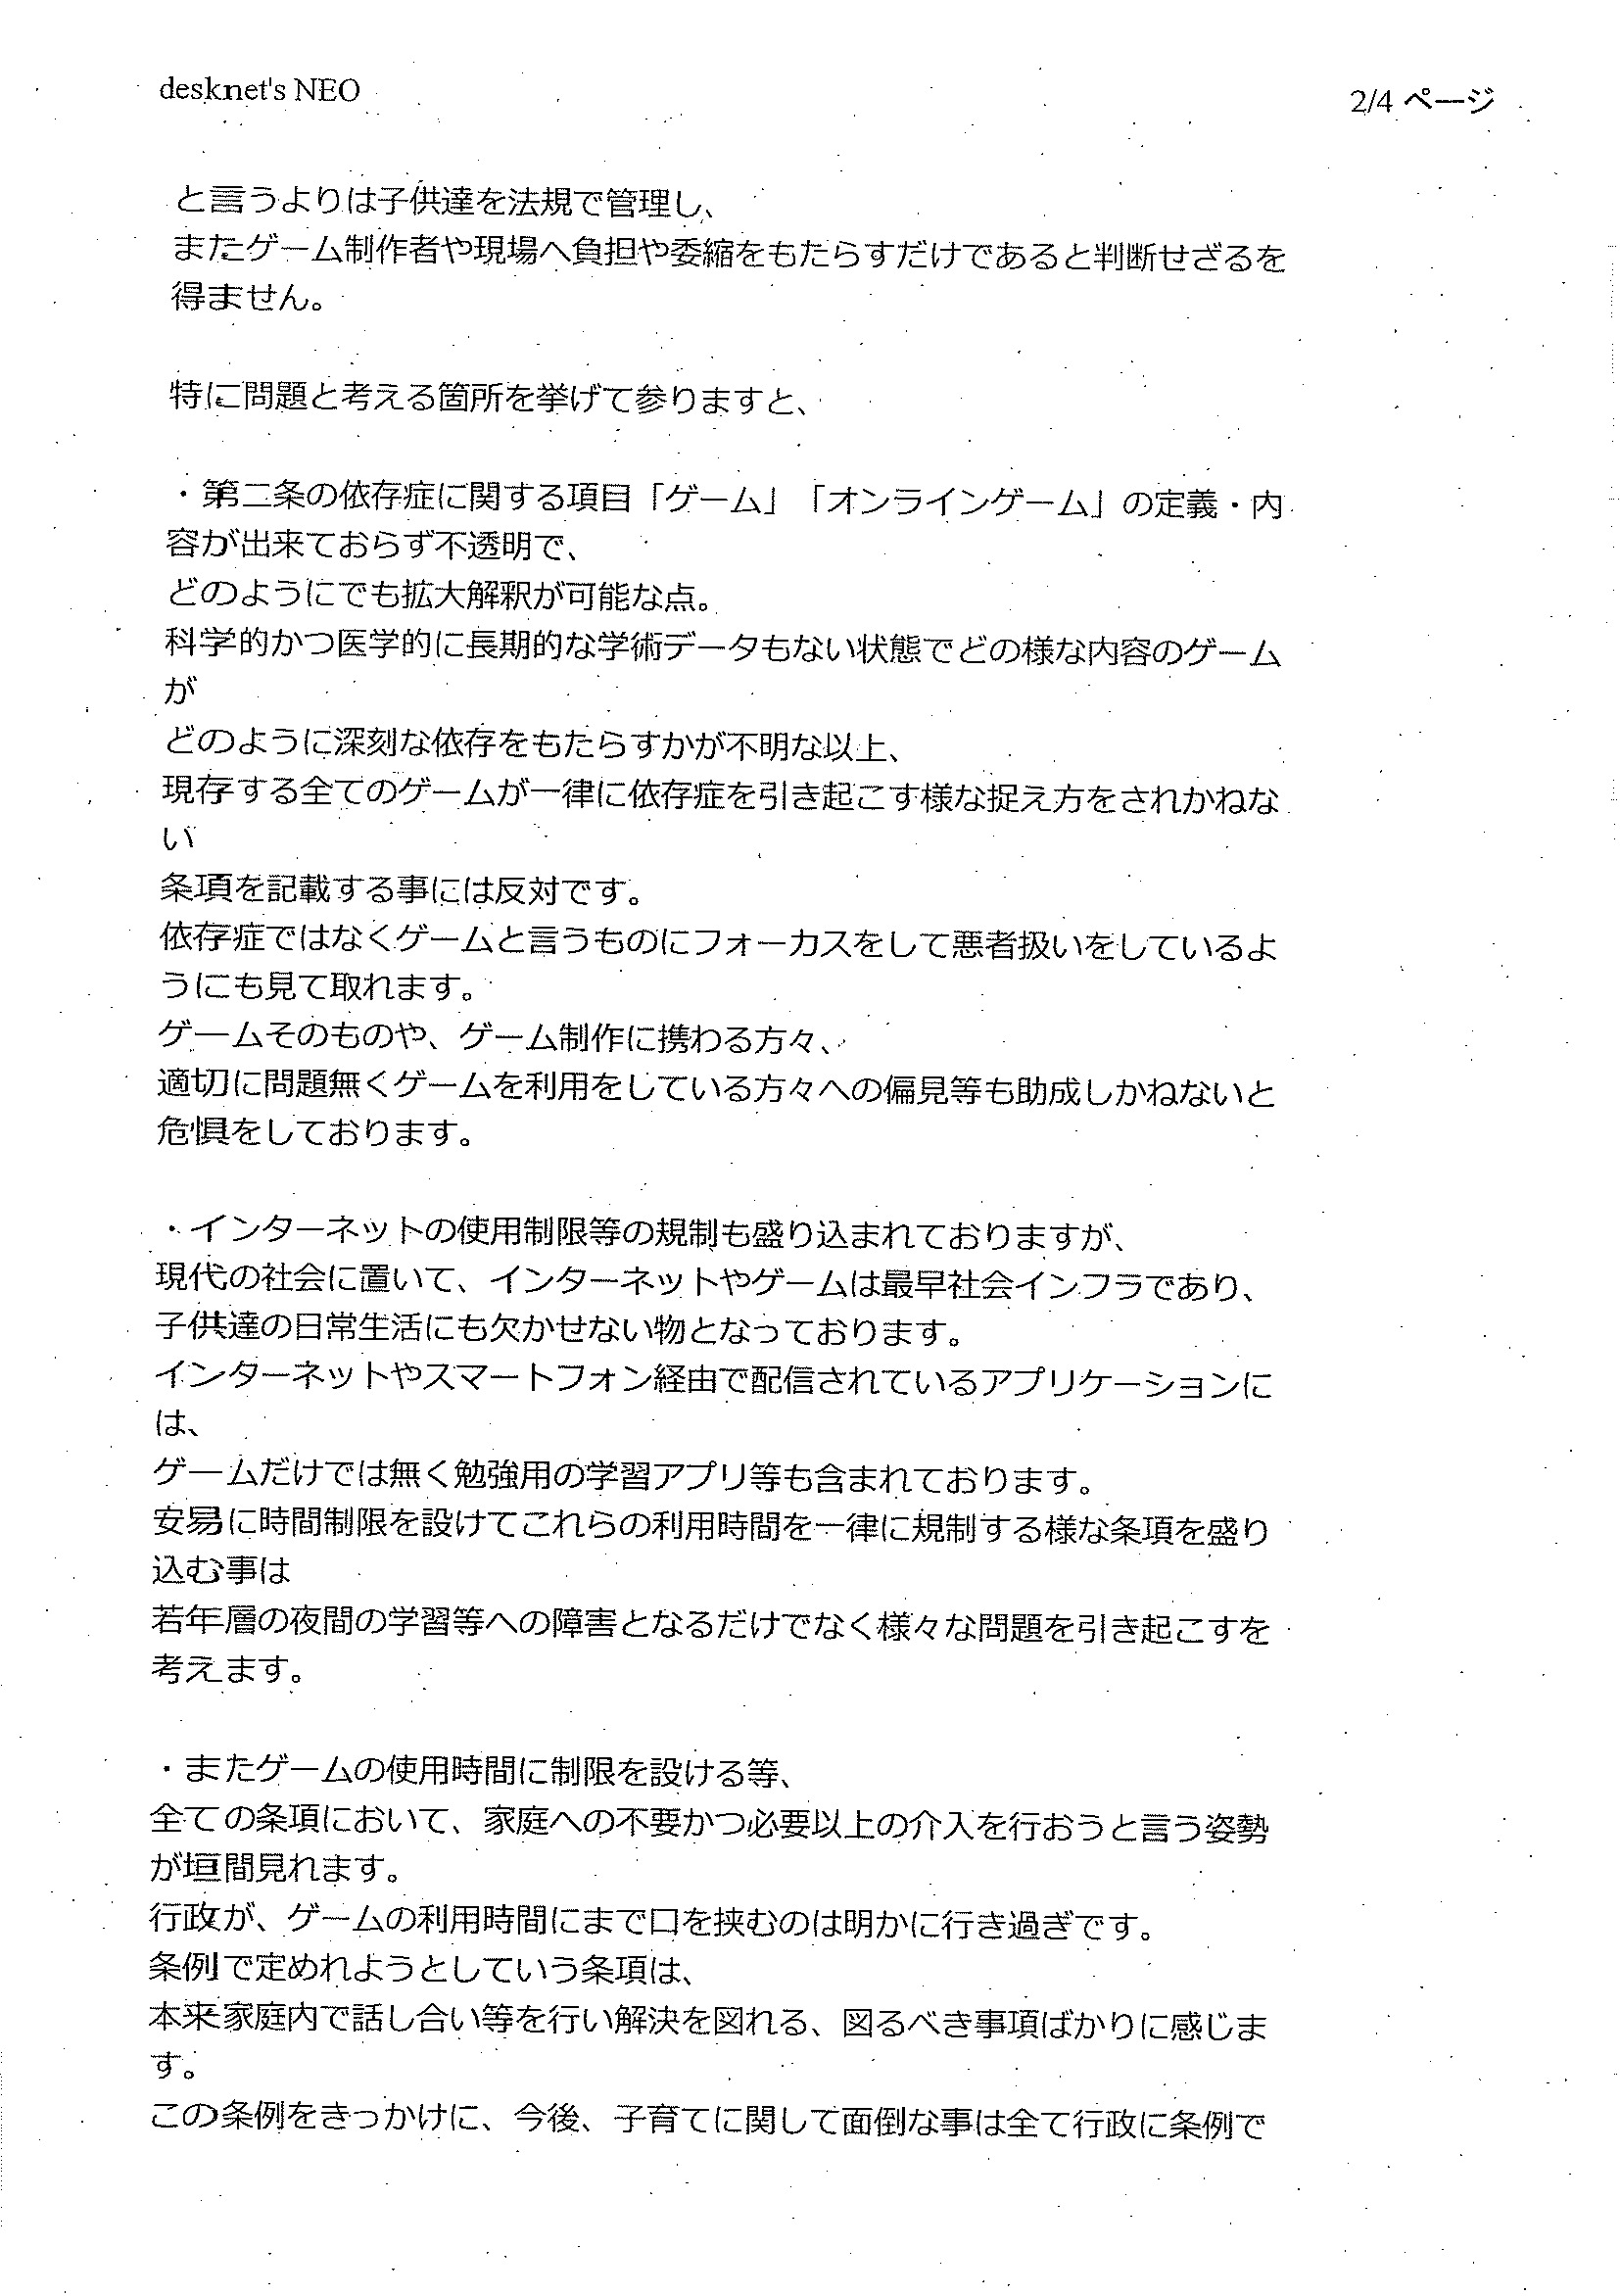 desknet's NEO
2/4 ページ
と言うよりは子供達を法規で管理し、
またゲーム制作者や現場へ負担や委縮をもたらすだけであると判断せざるを
得ません。
特に問題と考える箇所を挙げて参りますと、
・第二条の依存症に関する項目「ゲーム」「オンラインゲーム」の定義・内
容が出来ておらず不透明で、
どのようにでも拡大解釈が可能な点。
科学的かつ医学的に長期的な学術データもない状態でどの様な内容のゲーム
が
どのように深刻な依存をもたらすかが不明な以上、
現存する全てのゲームが一律に依存症を引き起こす様な捉え方をされかねな
い
条項を記載する事には反対です。
依存症ではなくゲームと言うものにフォーカスをして悪者扱いをしているよ
うにも見て取れます。
ゲームそのものや、ゲーム制作に携わる方々、
適切に問題無くゲームを利用をしている方々への偏見等も助成しかねないと
危惧をしております。
・インターネットの使用制限等の規制も盛り込まれておりますが、
現代の社会に置いて、インターネットやゲームは最早社会インフラであり、
子供達の日常生活にも欠かせない物となっております。
インターネットやスマートフォン経由で配信されているアプリケーションに
は、
ゲームだけでは無く勉強用の学習アプリ等も含まれております。
安易に時間制限を設けてこれらの利用時間を一律に規制する様な条項を盛り
込む事は
若年層の夜間の学習等への障害となるだけでなく様々な問題を引き起こすを
考えます。
・またゲームの使用時間に制限を設ける等、
全ての条項において、家庭への不要かつ必要以上の介入を行おうと言う姿勢
が垣間見れます。
行政が、ゲームの利用時間にまで口を挟むのは明かに行き過ぎです。
条例で定めれようとしていう条項は、
本来家庭内で話し合い等を行い解決を図れる、図るべき事項ばかりに感じま
す。
この条例をきっかけに、今後、子育てに関して面倒な事は全て行政に条例で